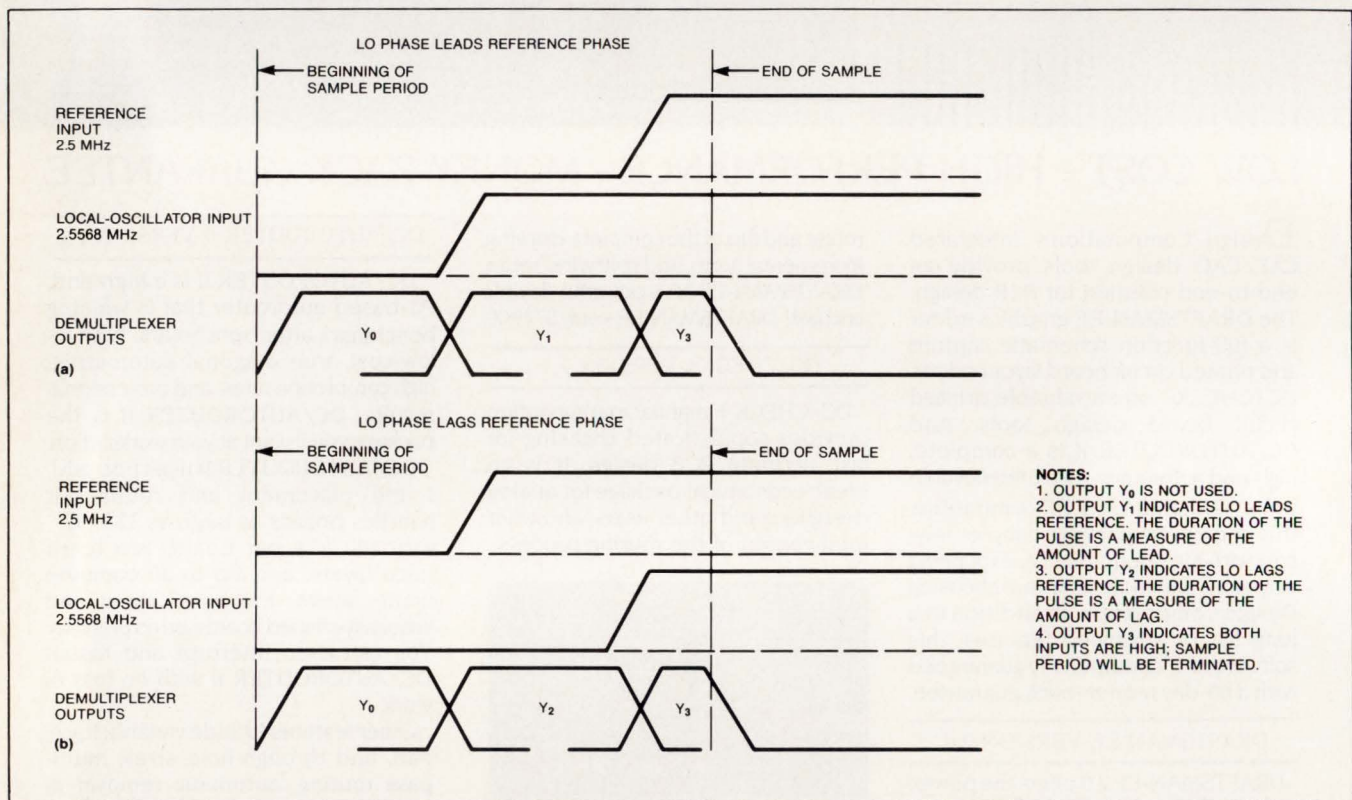 LO PHASE LEADS REFERENCE PHASE
BEGINNING OF
SAMPLE PERIOD
END OF SAMPLE
REFERENCE
INPUT
2.5 MHz
LOCAL-OSCILLATOR INPUT
2.5568 MHz
DEMULTIPLEXER
OUTPUTS
Y0
Y1
Y3
(a)
LO PHASE LAGS REFERENCE PHASE
BEGINNING OF
SAMPLE PERIOD
END OF SAMPLE
REFERENCE
INPUT
2.5 MHz
LOCAL-OSCILLATOR INPUT
2.5568 MHz
DEMULTIPLEXER
OUTPUTS
Y0
Y2
Y3
(b)
NOTES:
1. OUTPUT Y0 IS NOT USED.
2. OUTPUT Y1 INDICATES LO LEADS
REFERENCE. THE DURATION OF THE
PULSE IS A MEASURE OF THE
AMOUNT OF LEAD.
3. OUTPUT Y2 INDICATES LO LAGS
REFERENCE. THE DURATION OF THE
PULSE IS A MEASURE OF THE
AMOUNT OF LAG.
4. OUTPUT Y3 INDICATES BOTH
INPUTS ARE HIGH; SAMPLE
PERIOD WILL BE TERMINATED.